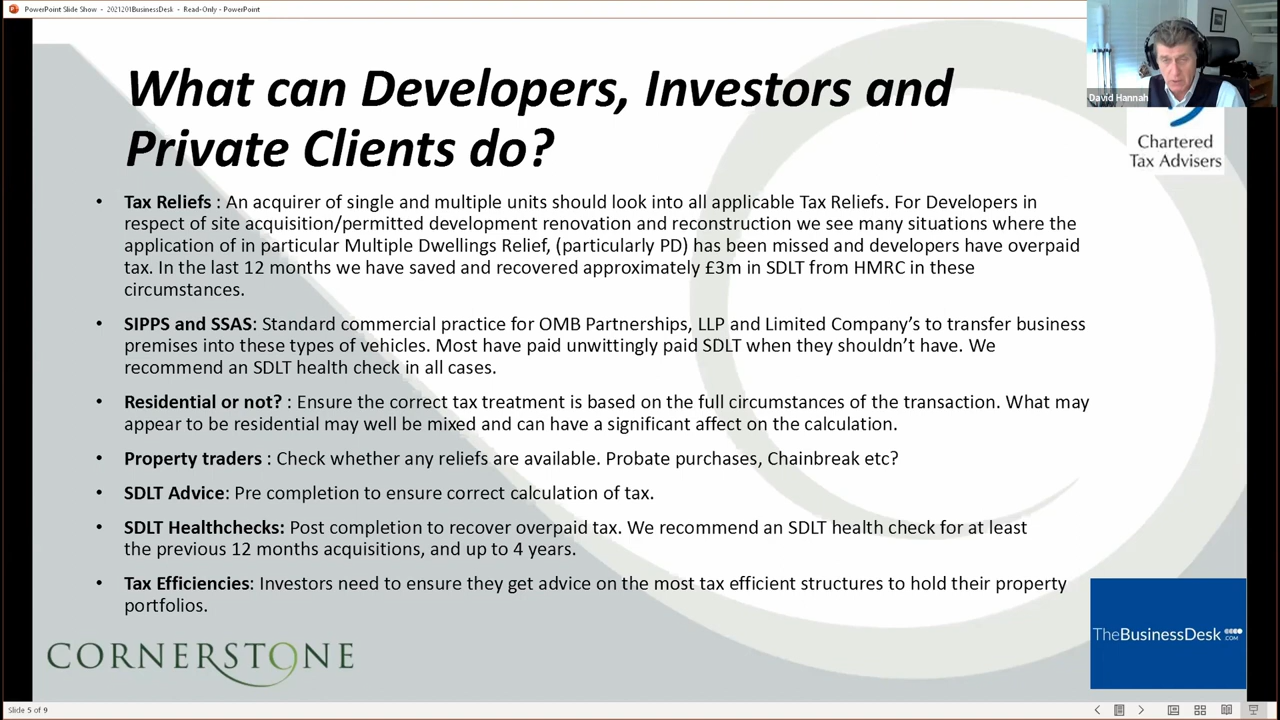 PowerPoint Slide Show - 2021201BusinessDesk - Read-Only - PowerPoint
David Hannah
What can Developers, Investors and
Private Clients do?
Chartered
Tax Advisers
• Tax Reliefs : An acquirer of single and multiple units should look into all applicable Tax Reliefs. For Developers in
respect of site acquisition/permitted development renovation and reconstruction we see many situations where the
application of in particular Multiple Dwellings Relief, (particularly PD) has been missed and developers have overpaid
tax. In the last 12 months we have saved and recovered approximately £3m in SDLT from HMRC in these
circumstances.
• SIPPS and SSAS: Standard commercial practice for OMB Partnerships, LLP and Limited Company’s to transfer business
premises into these types of vehicles. Most have paid unwittingly paid SDLT when they shouldn’t have. We
recommend an SDLT health check in all cases.
• Residential or not? : Ensure the correct tax treatment is based on the full circumstances of the transaction. What may
appear to be residential may well be mixed and can have a significant affect on the calculation.
• Property traders : Check whether any reliefs are available. Probate purchases, Chainbreak etc?
• SDLT Advice: Pre completion to ensure correct calculation of tax.
• SDLT Healthchecks: Post completion to recover overpaid tax. We recommend an SDLT health check for at least
the previous 12 months acquisitions, and up to 4 years.
• Tax Efficiencies: Investors need to ensure they get advice on the most tax efficient structures to hold their property
portfolios.
CORNERSTONE
TheBusinessDesk
.COM
Slide 5 of 9